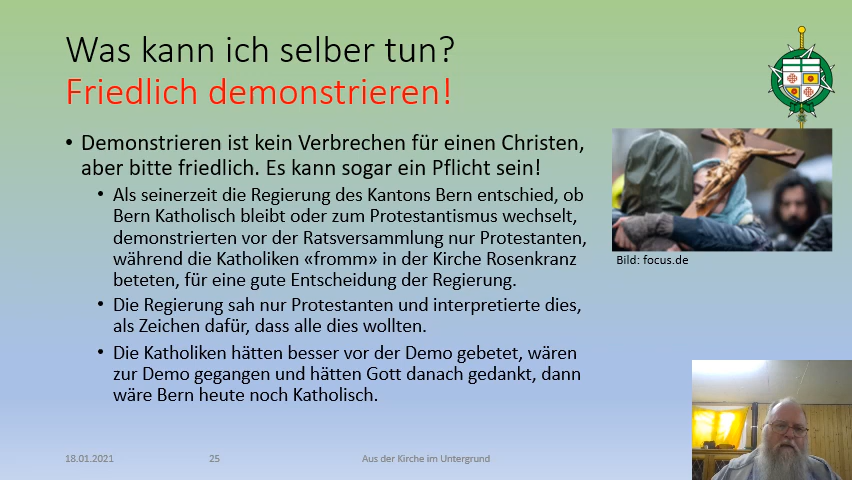 Was kann ich selber tun?
Friedlich demonstrieren!
• Demonstrieren ist kein Verbrechen für einen Christen,
aber bitte friedlich. Es kann sogar ein Pflicht sein!
• Als seinerzeit die Regierung des Kantons Bern entschied, ob
Bern Katholisch bleibt oder zum Protestantismus wechselt,
demonstrierten vor der Ratsversammlung nur Protestanten,
während die Katholiken «fromm» in der Kirche Rosenkranz
beteten, für eine gute Entscheidung der Regierung.
• Die Regierung sah nur Protestanten und interpretierte dies,
als Zeichen dafür, dass alle dies wollten.
• Die Katholiken hätten besser vor der Demo gebetet, wären
zur Demo gegangen und hätten Gott danach gedankt, dann
wäre Bern heute noch Katholisch.
Bild: focus.de
18.01.2021
25
Aus der Kirche im Untergrund